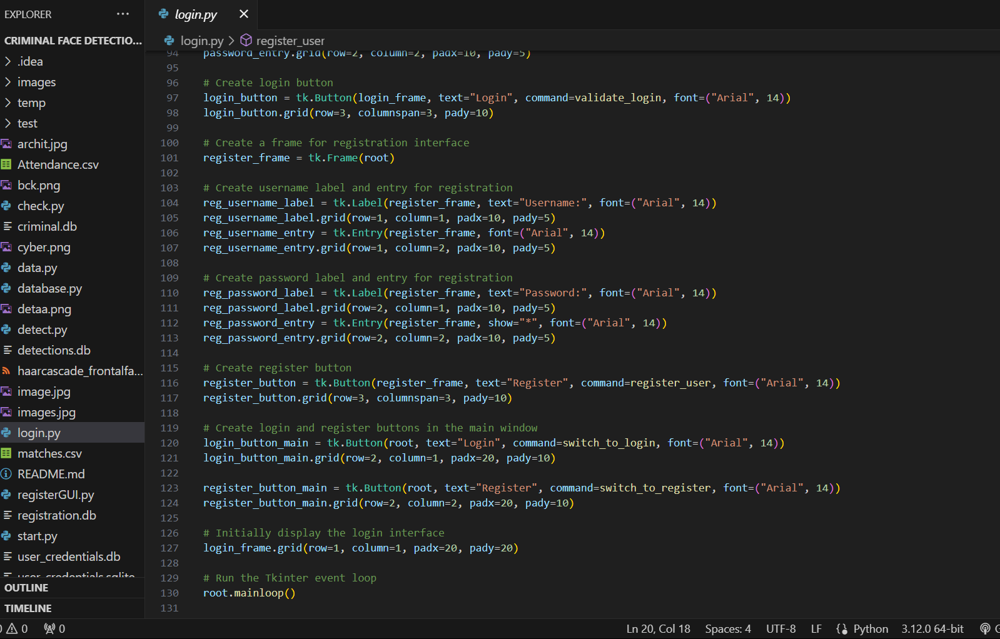 EXPLORER ...
CRIMINAL FACE DETECTIO...
.idea
images
temp
test
archit.jpg
Attendance.csv
bck.png
check.py
criminal.db
cyber.png
data.py
database.py
detaa.png
detect.py
detections.db
haarcascade_frontalfa...
image.jpg
images.jpg
login.py
matches.csv
README.md
registerGUI.py
registration.db
start.py
user_credentials.db
user_credentials.sqlite
OUTLINE
TIMELINE
login.py
login.py > register_user
94 password_entry.grid(row=2, column=2, padx=10, pady=5)
95
96 # Create login button
97 login_button = tk.Button(login_frame, text="Login", command=validate_login, font=("Arial", 14))
98 login_button.grid(row=3, columnspan=3, pady=10)
99
100 # Create a frame for registration interface
101 register_frame = tk.Frame(root)
102
103 # Create username label and entry for registration
104 reg_username_label = tk.Label(register_frame, text="Username:", font=("Arial", 14))
105 reg_username_label.grid(row=1, column=1, padx=10, pady=5)
106 reg_username_entry = tk.Entry(register_frame, font=("Arial", 14))
107 reg_username_entry.grid(row=1, column=2, padx=10, pady=5)
108
109 # Create password label and entry for registration
110 reg_password_label = tk.Label(register_frame, text="Password:", font=("Arial", 14))
111 reg_password_label.grid(row=2, column=1, padx=10, pady=5)
112 reg_password_entry = tk.Entry(register_frame, show="*", font=("Arial", 14))
113 reg_password_entry.grid(row=2, column=2, padx=10, pady=5)
114
115 # Create register button
116 register_button = tk.Button(register_frame, text="Register", command=register_user, font=("Arial", 14))
117 register_button.grid(row=3, columnspan=3, pady=10)
118
119 # Create login and register buttons in the main window
120 login_button_main = tk.Button(root, text="Login", command=switch_to_login, font=("Arial", 14))
121 login_button_main.grid(row=2, column=1, padx=20, pady=10)
122
123 register_button_main = tk.Button(root, text="Register", command=switch_to_register, font=("Arial", 14))
124 register_button_main.grid(row=2, column=2, padx=20, pady=10)
125
126 # Initially display the login interface
127 login_frame.grid(row=1, column=1, padx=20, pady=20)
128
129 # Run the Tkinter event loop
130 root.mainloop()
131
0 0 Ln 20, Col 18 Spaces: 4 UTF-8 LF Python 3.12.0 64-bit